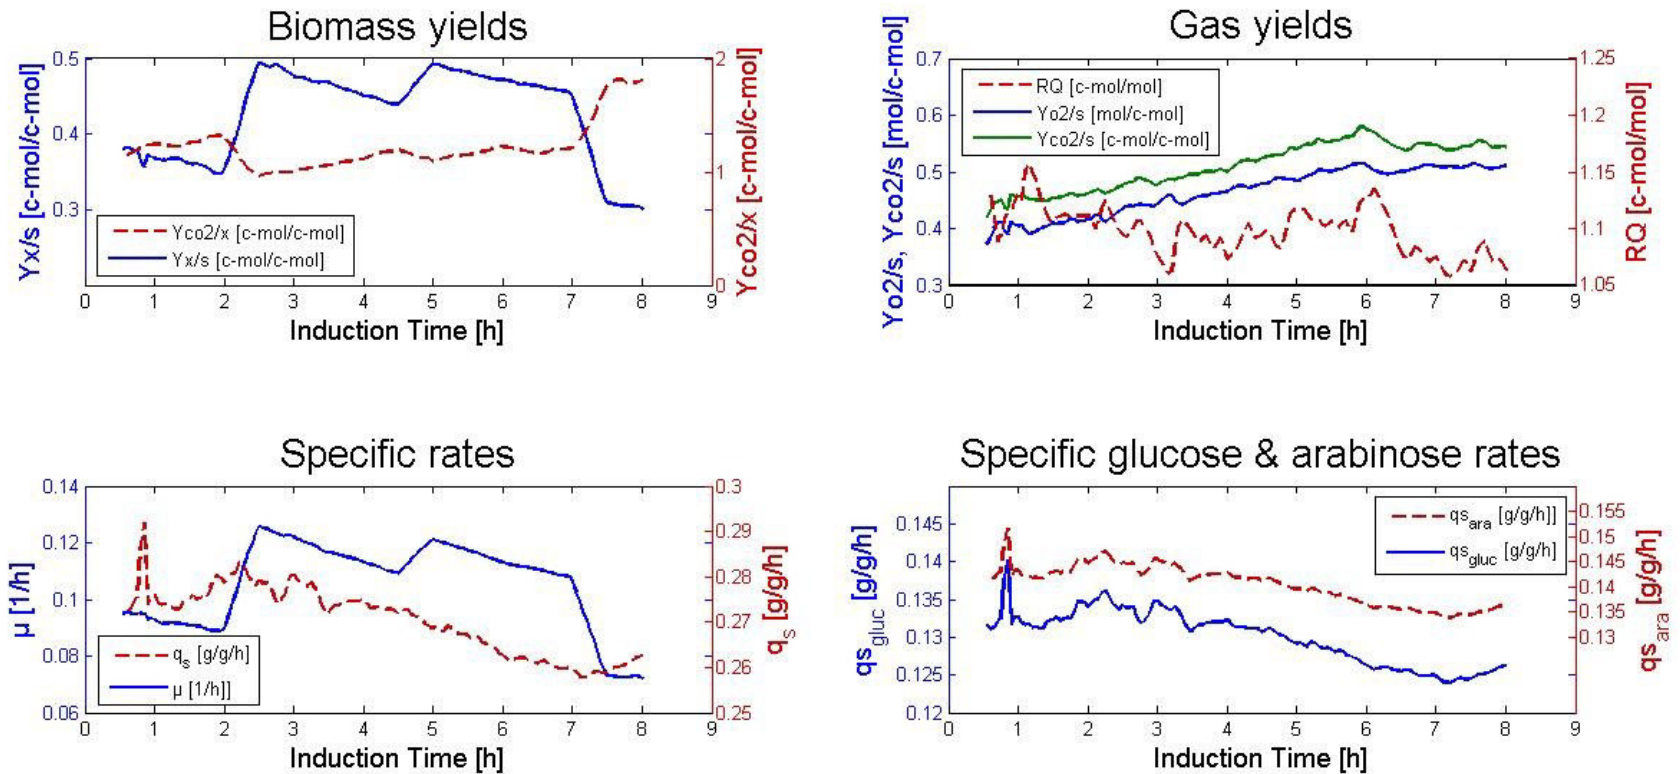 Biomass yields
Yx/s [c-mol/c-mol]
0.5
0.4
0.3
2
1
0
Yco2/x [c-mol/c-mol]
Yco2/x [c-mol/c-mol]
Yx/s [c-mol/c-mol]
0 1 2 3 4 5 6 7 8 9
Induction Time [h]
Gas yields
Yo2/s, Yco2/s [mol/c-mol]
0.7
0.6
0.5
0.4
0.3
1.25
1.2
1.15
1.1
1.05
RQ [c-mol/mol]
RQ [c-mol/mol]
Yo2/s [mol/c-mol]
Yco2/s [c-mol/c-mol]
0 1 2 3 4 5 6 7 8 9
Induction Time [h]
Specific rates
µ [1/h]
0.14
0.12
0.1
0.08
0.06
0.3
0.29
0.28
0.27
0.26
0.25
qs [g/g/h]
qs [g/g/h]
µ [1/h]]
0 1 2 3 4 5 6 7 8 9
Induction Time [h]
Specific glucose & arabinose rates
qsgluc [g/g/h]
0.145
0.14
0.135
0.13
0.125
0.12
0.155
0.15
0.145
0.14
0.135
0.13
qsara [g/g/h]
qsara [g/g/h]]
qsgluc [g/g/h]
0 1 2 3 4 5 6 7 8 9
Induction Time [h]